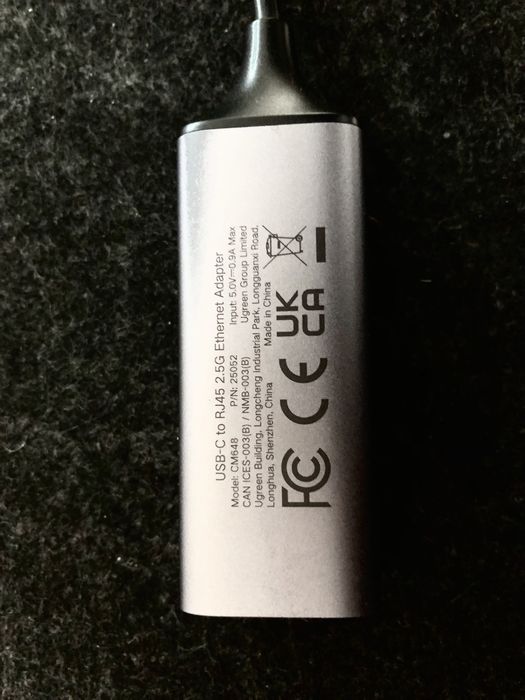 USB-C to RJ45 2.5G Ethernet Adapter
Model: CM648 P/N: 25052 Input: 5.0V⎓0.9A Max
CAN ICES-003(B) / NMB-003(B) Ugreen Group Limited
Ugreen Building, Longcheng Industrial Park, Longguanxi Road,
Longhua, Shenzhen, China Made in China
FC CE UK
CA